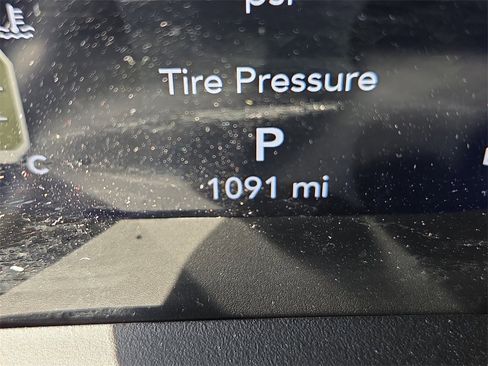 psi
Tire Pressure
P
C
1091 mi